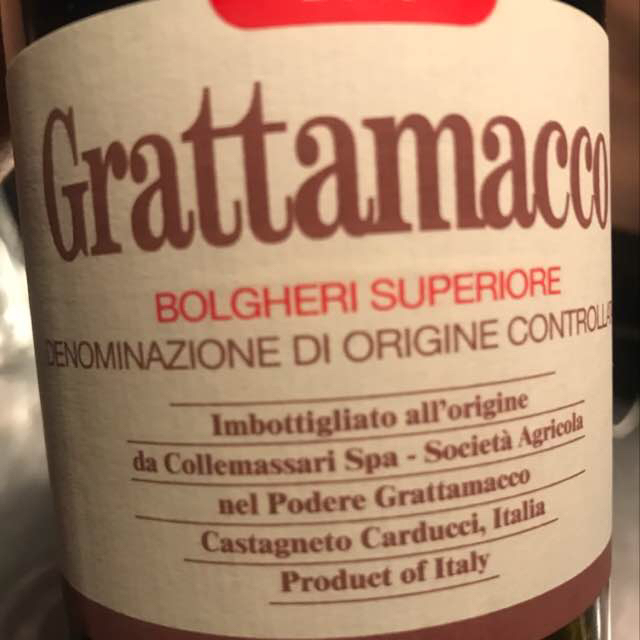 Grattamacco
BOLGHERI SUPERIORE
DENOMINAZIONE DI ORIGINE CONTROLLATA
Imbottigliato all'origine
da Collemassari Spa - Società Agricola
nel Podere Grattamacco
Castagneto Carducci, Italia
Product of Italy